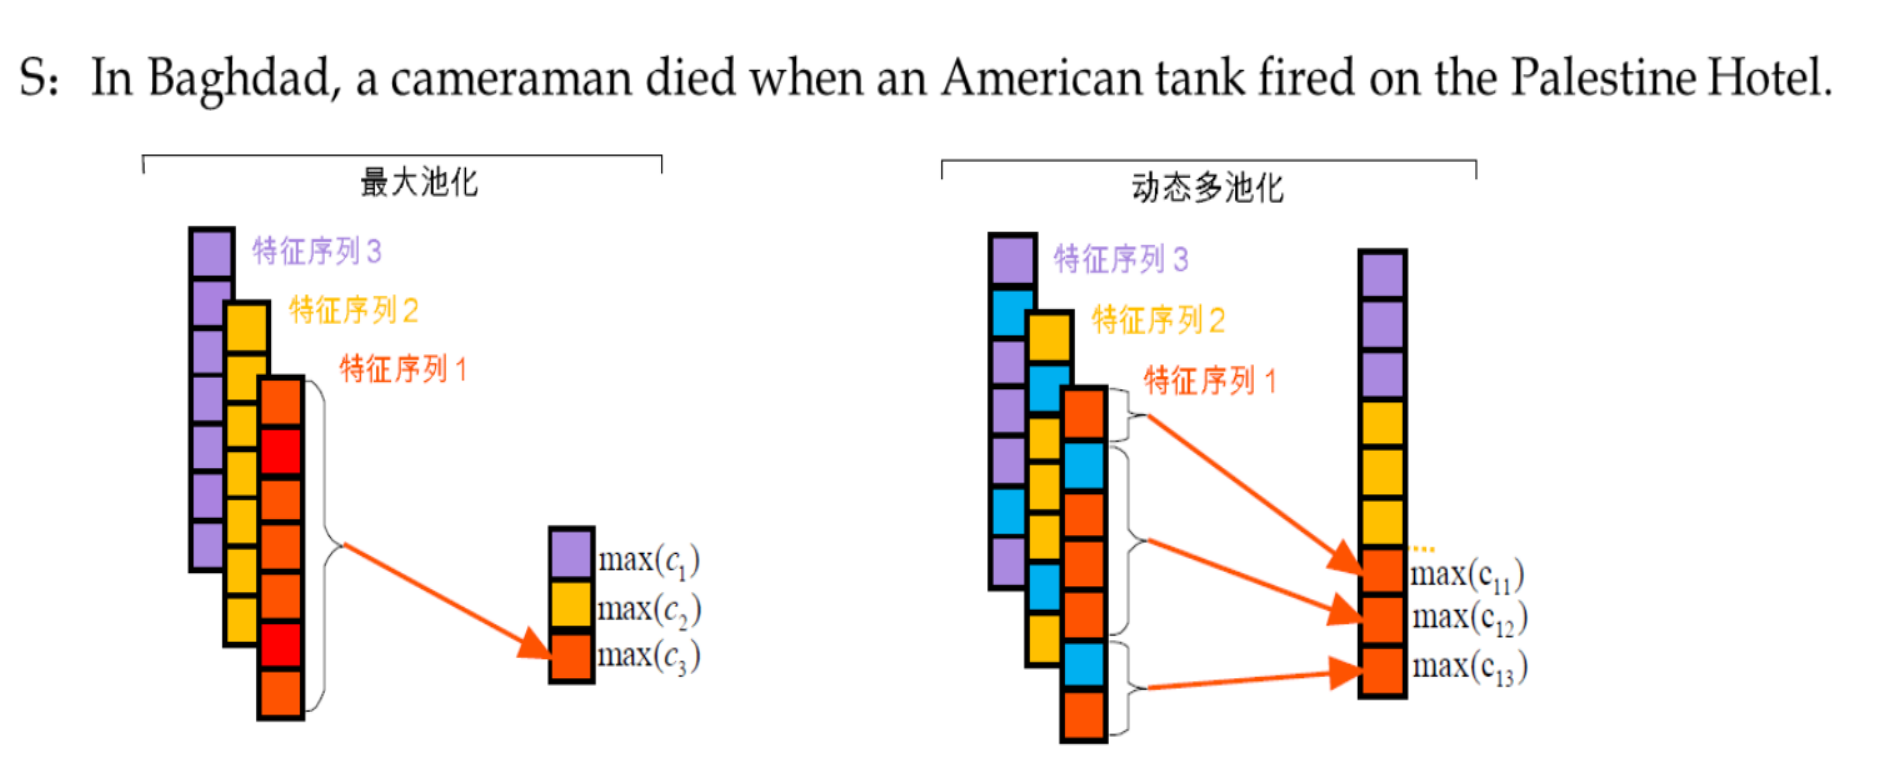 S: In Baghdad, a cameraman died when an American tank fired on the Palestine Hotel.
最大池化
特征序列3
特征序列2
特征序列1
max(c₁)
max(c₂)
max(c₃)
动态多池化
特征序列3
特征序列2
特征序列1
max(c₁₁)
max(c₁₂)
max(c₁₃)